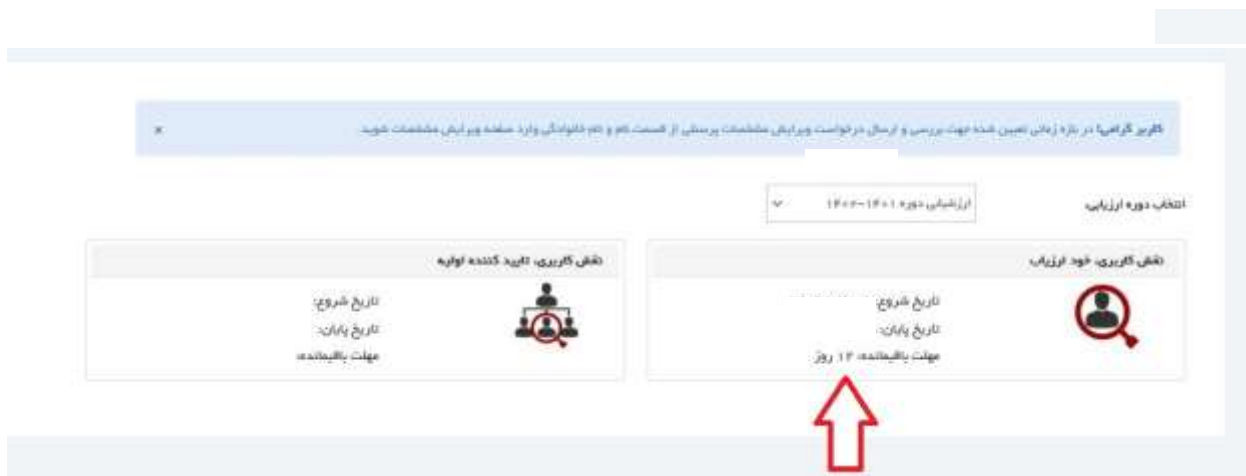 کاربر گرامی! در بازه زمانی تعیین شده جهت بررسی و ارسال درخواست ویرایش مشخصات پرسنلی از قسمت نام و نام خانوادگی وارد صفحه ویرایش مشخصات شوید. ×
انتخاب دوره ارزیابی: ارزشیابی دوره ۱۴۰۱-۱۴۰۲
نقش کاربری: خود ارزیاب
تاریخ شروع:
تاریخ پایان:
مهلت باقیمانده: ۱۲ روز
نقش کاربری: تایید کننده اولیه
تاریخ شروع:
تاریخ پایان:
مهلت باقیمانده: